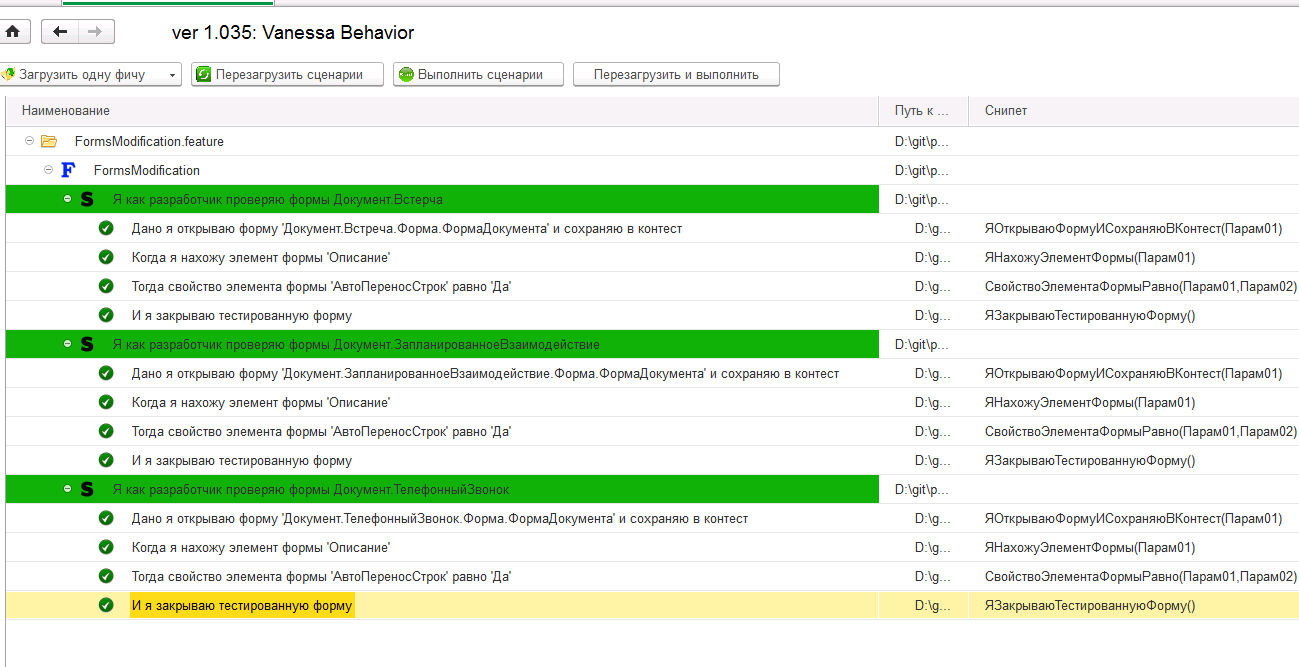 ver 1.035: Vanessa Behavior
Загрузить одну фичу Перезагрузить сценарии Выполнить сценарии Перезагрузить и выполнить
Наименование Путь к ... Снипет
FormsModification.feature D:\git\p...
F FormsModification D:\git\p...
S Я как разработчик проверяю формы Документ.Встерча D:\git\p...
Дано я открываю форму 'Документ.Встреча.Форма.ФормаДокумента' и сохраняю в контест D:\g... ЯОткрываюФормуИСохраняюВКонтест(Парам01)
Когда я нахожу элемент формы 'Описание' D:\g... ЯНахожуЭлементФормы(Парам01)
Тогда свойство элемента формы 'АвтоПереносСтрок' равно 'Да' D:\g... СвойствоЭлементаФормыРавно(Парам01,Парам02)
И я закрываю тестированную форму D:\g... ЯЗакрываюТестированнуюФорму()
S Я как разработчик проверяю формы Документ.ЗапланированноеВзаимодействие D:\git\p...
Дано я открываю форму 'Документ.ЗапланированноеВзаимодействие.Форма.ФормаДокумента' и сохраняю в контест D:\g... ЯОткрываюФормуИСохраняюВКонтест(Парам01)
Когда я нахожу элемент формы 'Описание' D:\g... ЯНахожуЭлементФормы(Парам01)
Тогда свойство элемента формы 'АвтоПереносСтрок' равно 'Да' D:\g... СвойствоЭлементаФормыРавно(Парам01,Парам02)
И я закрываю тестированную форму D:\g... ЯЗакрываюТестированнуюФорму()
S Я как разработчик проверяю формы Документ.ТелефонныйЗвонок D:\git\p...
Дано я открываю форму 'Документ.ТелефонныйЗвонок.Форма.ФормаДокумента' и сохраняю в контест D:\g... ЯОткрываюФормуИСохраняюВКонтест(Парам01)
Когда я нахожу элемент формы 'Описание' D:\g... ЯНахожуЭлементФормы(Парам01)
Тогда свойство элемента формы 'АвтоПереносСтрок' равно 'Да' D:\g... СвойствоЭлементаФормыРавно(Парам01,Парам02)
И я закрываю тестированную форму D:\g... ЯЗакрываюТестированнуюФорму()